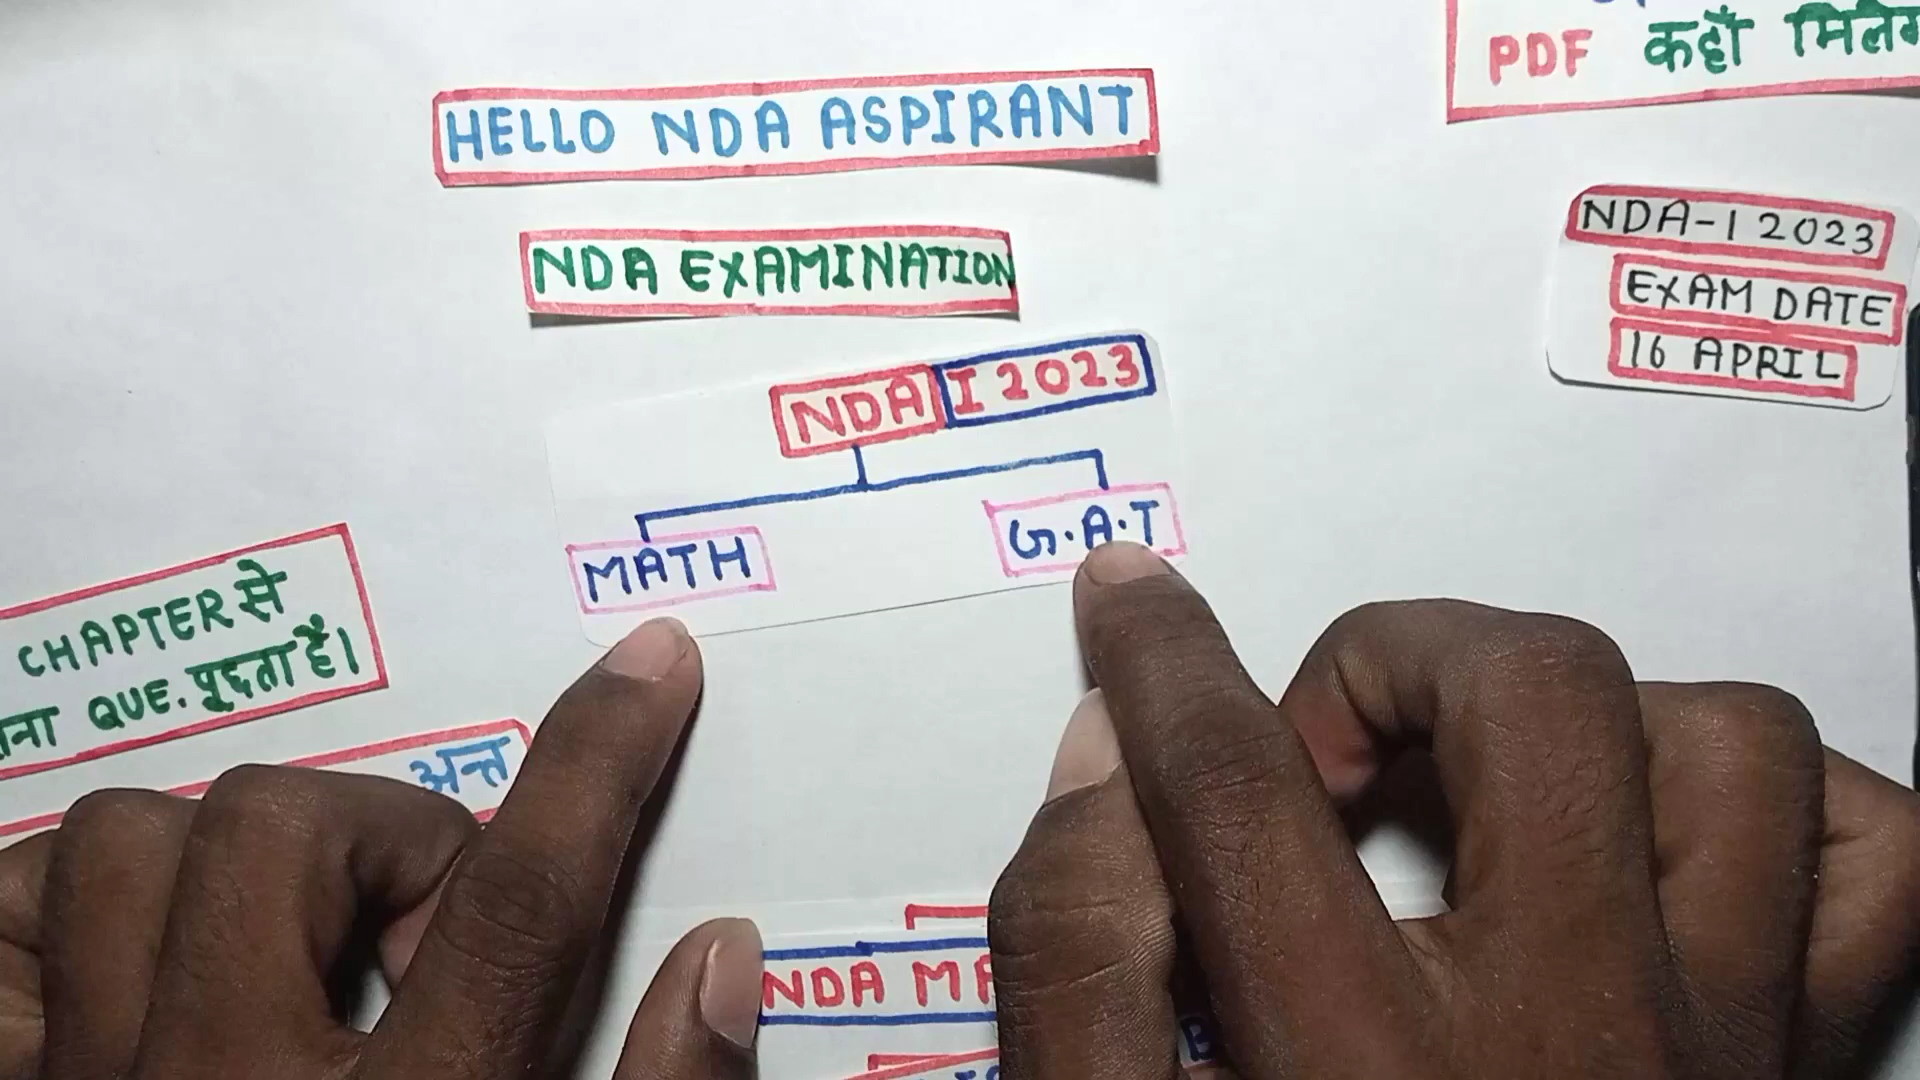 PDF कहाँ
HELLO NDA ASPIRANT
NDA EXAMINATION
NDA-I 2023
EXAM DATE
16 APRIL
NDA I 2023
MATH
G.A.T
CHAPTER से
QUE. पूछता है।
अन्त
NDA